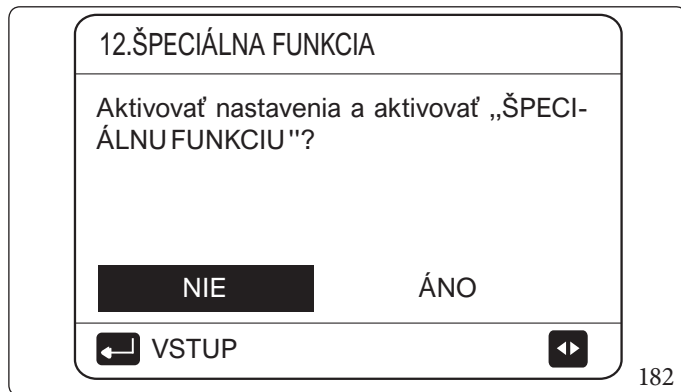 12.ŠPECIÁLNA FUNKCIA
Aktivovať nastavenia a aktivovať ,,ŠPECI-
ÁLNU FUNKCIU"?
NIE ÁNO
VSTUP
182